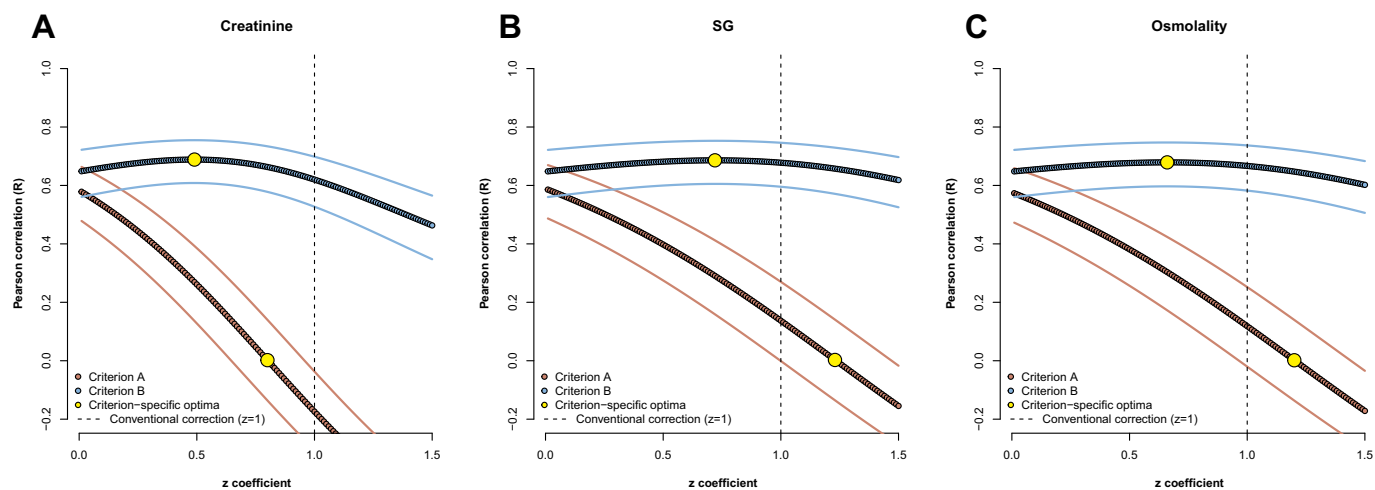 A
Creatinine
Pearson correlation (R)
1.0
0.8
0.6
0.4
0.2
0.0
−0.2
Criterion A
Criterion B
Criterion−specific optima
Conventional correction (z=1)
0.0 0.5 1.0 1.5
z coefficient
B
SG
Pearson correlation (R)
1.0
0.8
0.6
0.4
0.2
0.0
−0.2
Criterion A
Criterion B
Criterion−specific optima
Conventional correction (z=1)
0.0 0.5 1.0 1.5
z coefficient
C
Osmolality
Pearson correlation (R)
1.0
0.8
0.6
0.4
0.2
0.0
−0.2
Criterion A
Criterion B
Criterion−specific optima
Conventional correction (z=1)
0.0 0.5 1.0 1.5
z coefficient